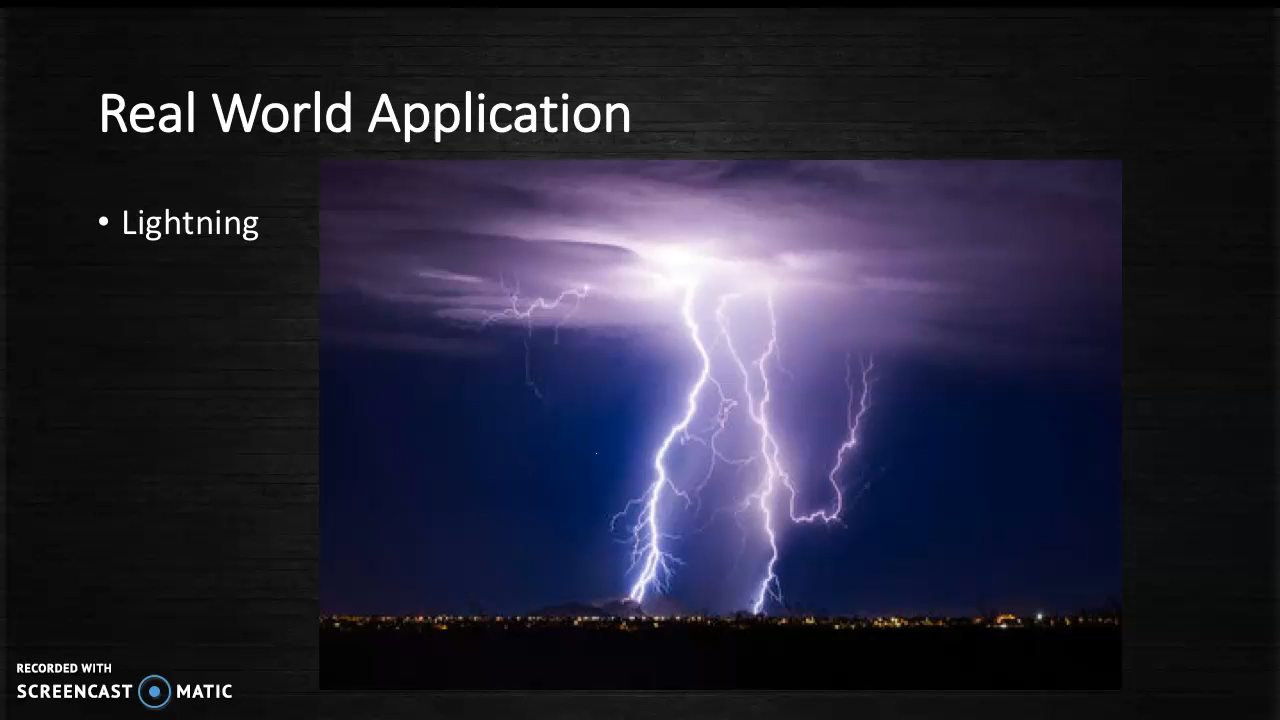 Real World Application
• Lightning
RECORDED WITH
SCREENCAST MATIC